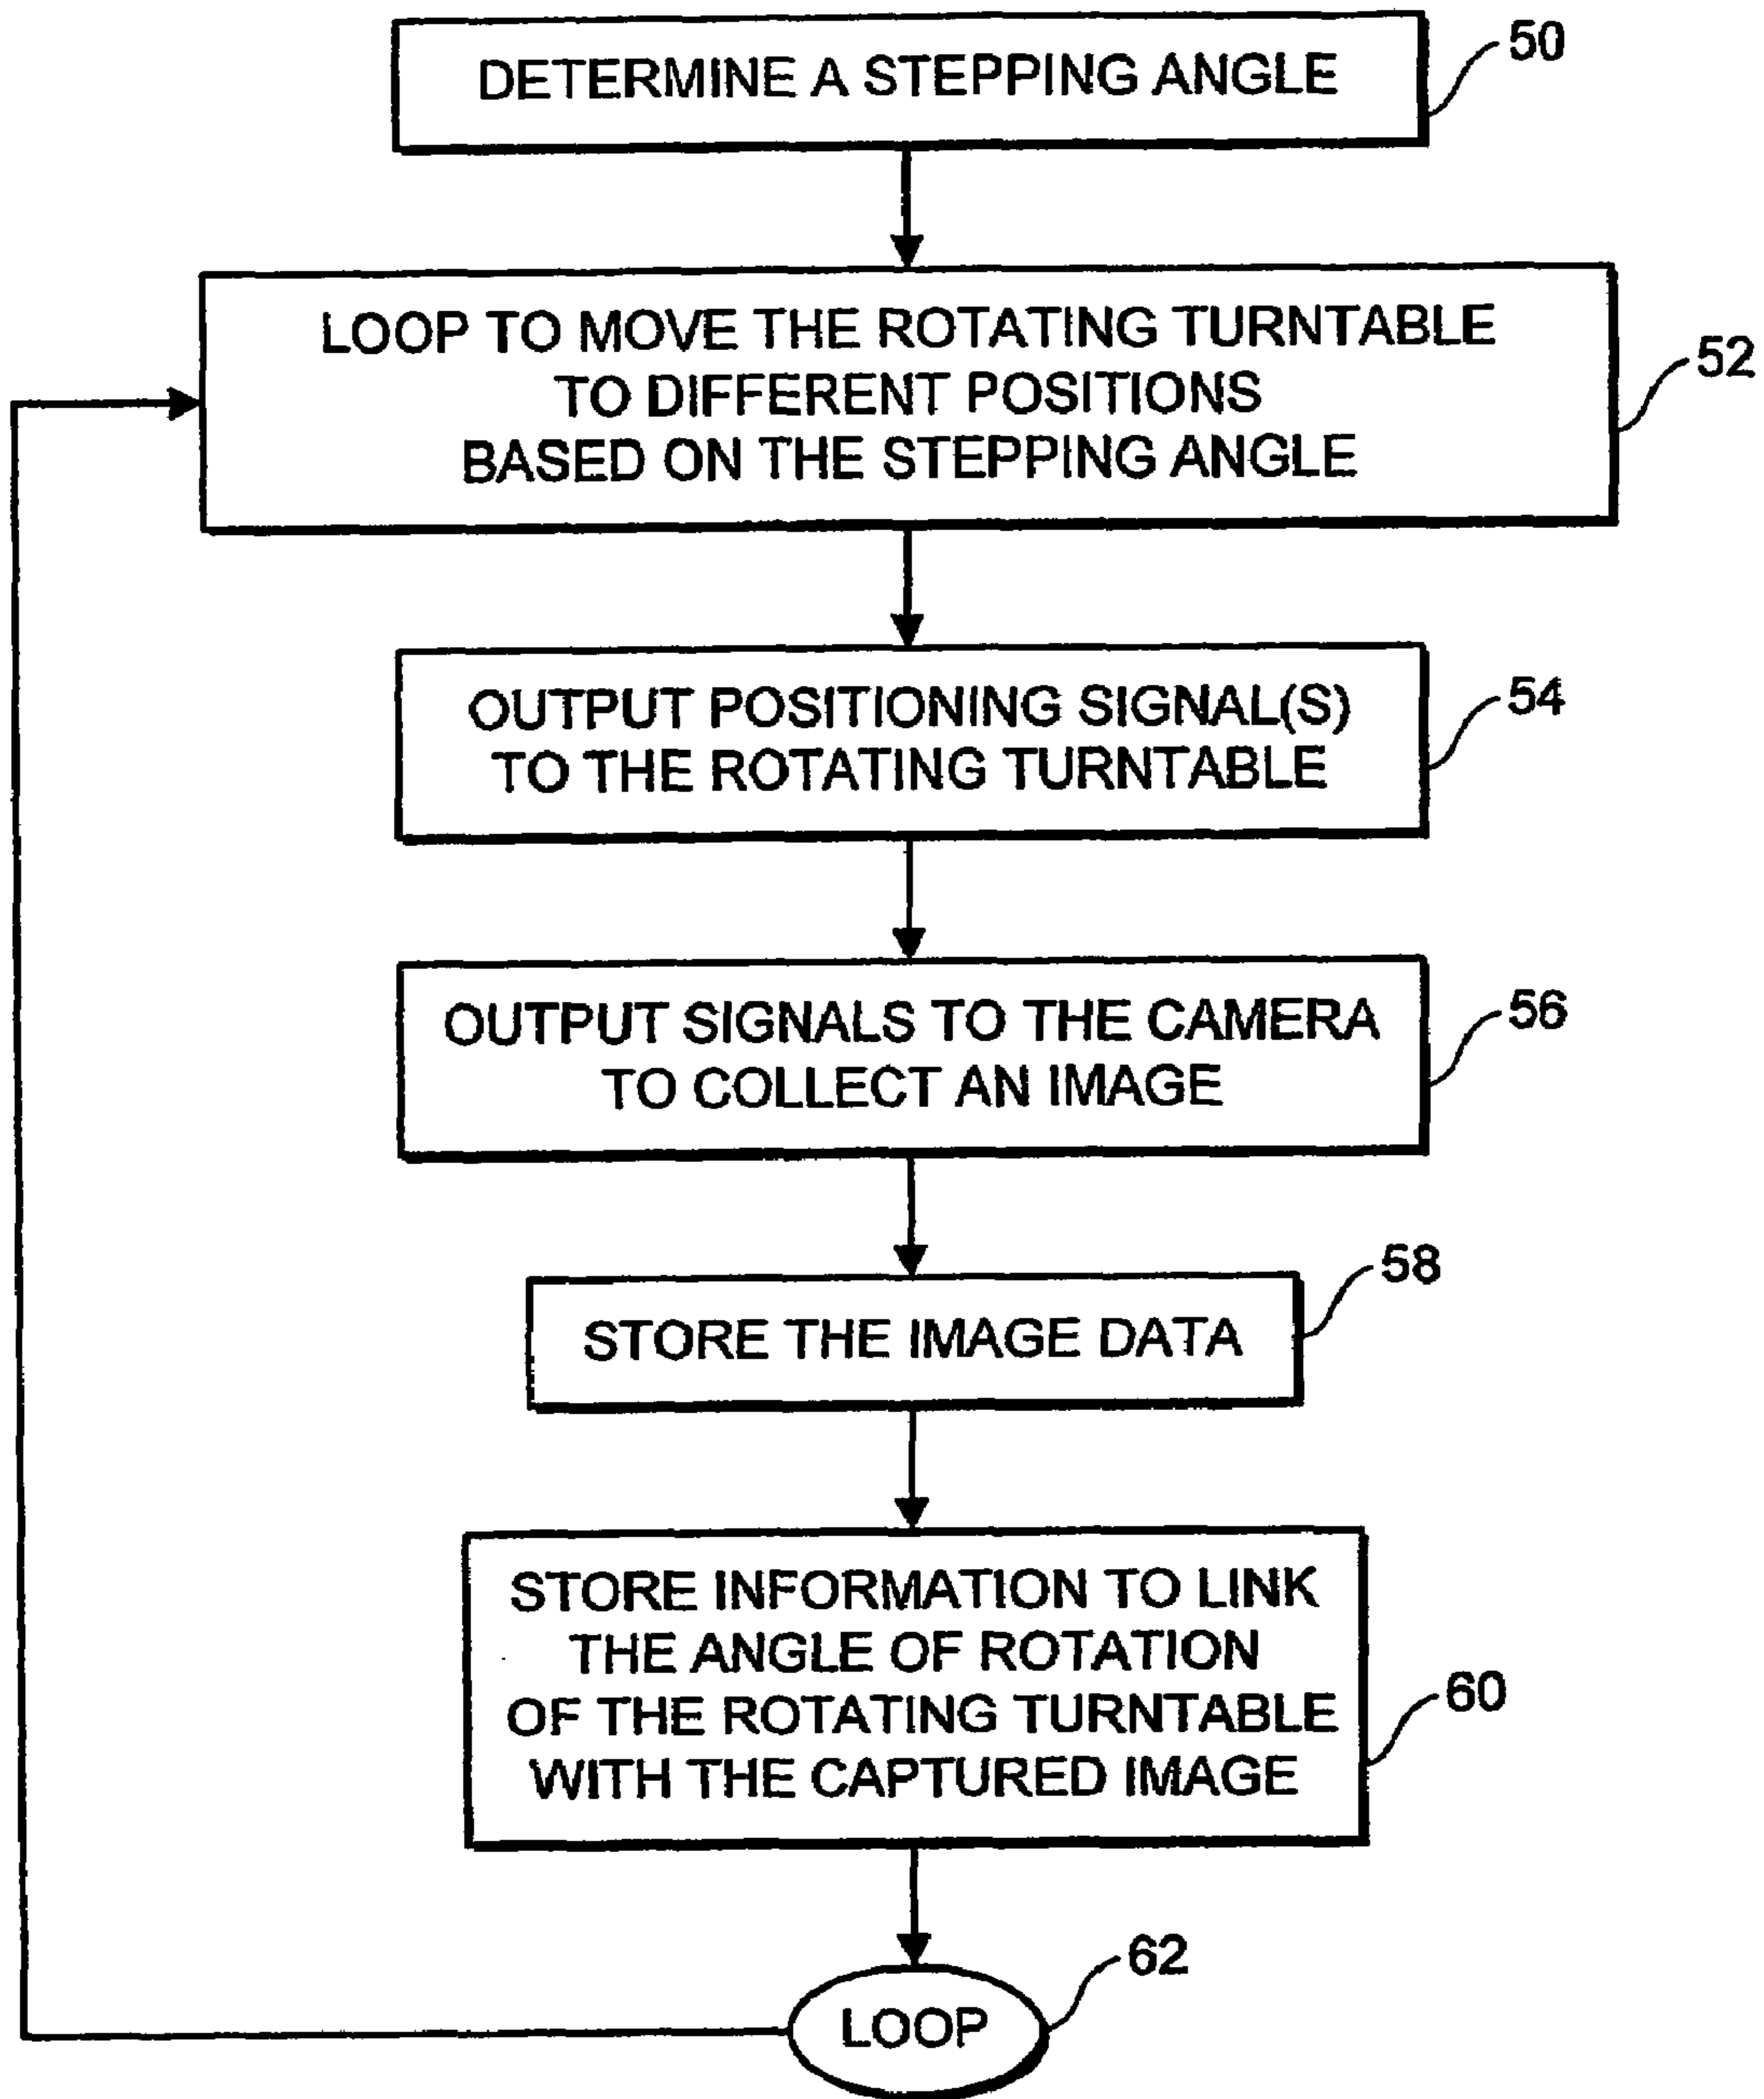 DETERMINE A STEPPING ANGLE
50
LOOP TO MOVE THE ROTATING TURNTABLE
TO DIFFERENT POSITIONS
BASED ON THE STEPPING ANGLE
52
OUTPUT POSITIONING SIGNAL(S)
TO THE ROTATING TURNTABLE
54
OUTPUT SIGNALS TO THE CAMERA
TO COLLECT AN IMAGE
56
STORE THE IMAGE DATA
58
STORE INFORMATION TO LINK
THE ANGLE OF ROTATION
OF THE ROTATING TURNTABLE
WITH THE CAPTURED IMAGE
60
LOOP
62